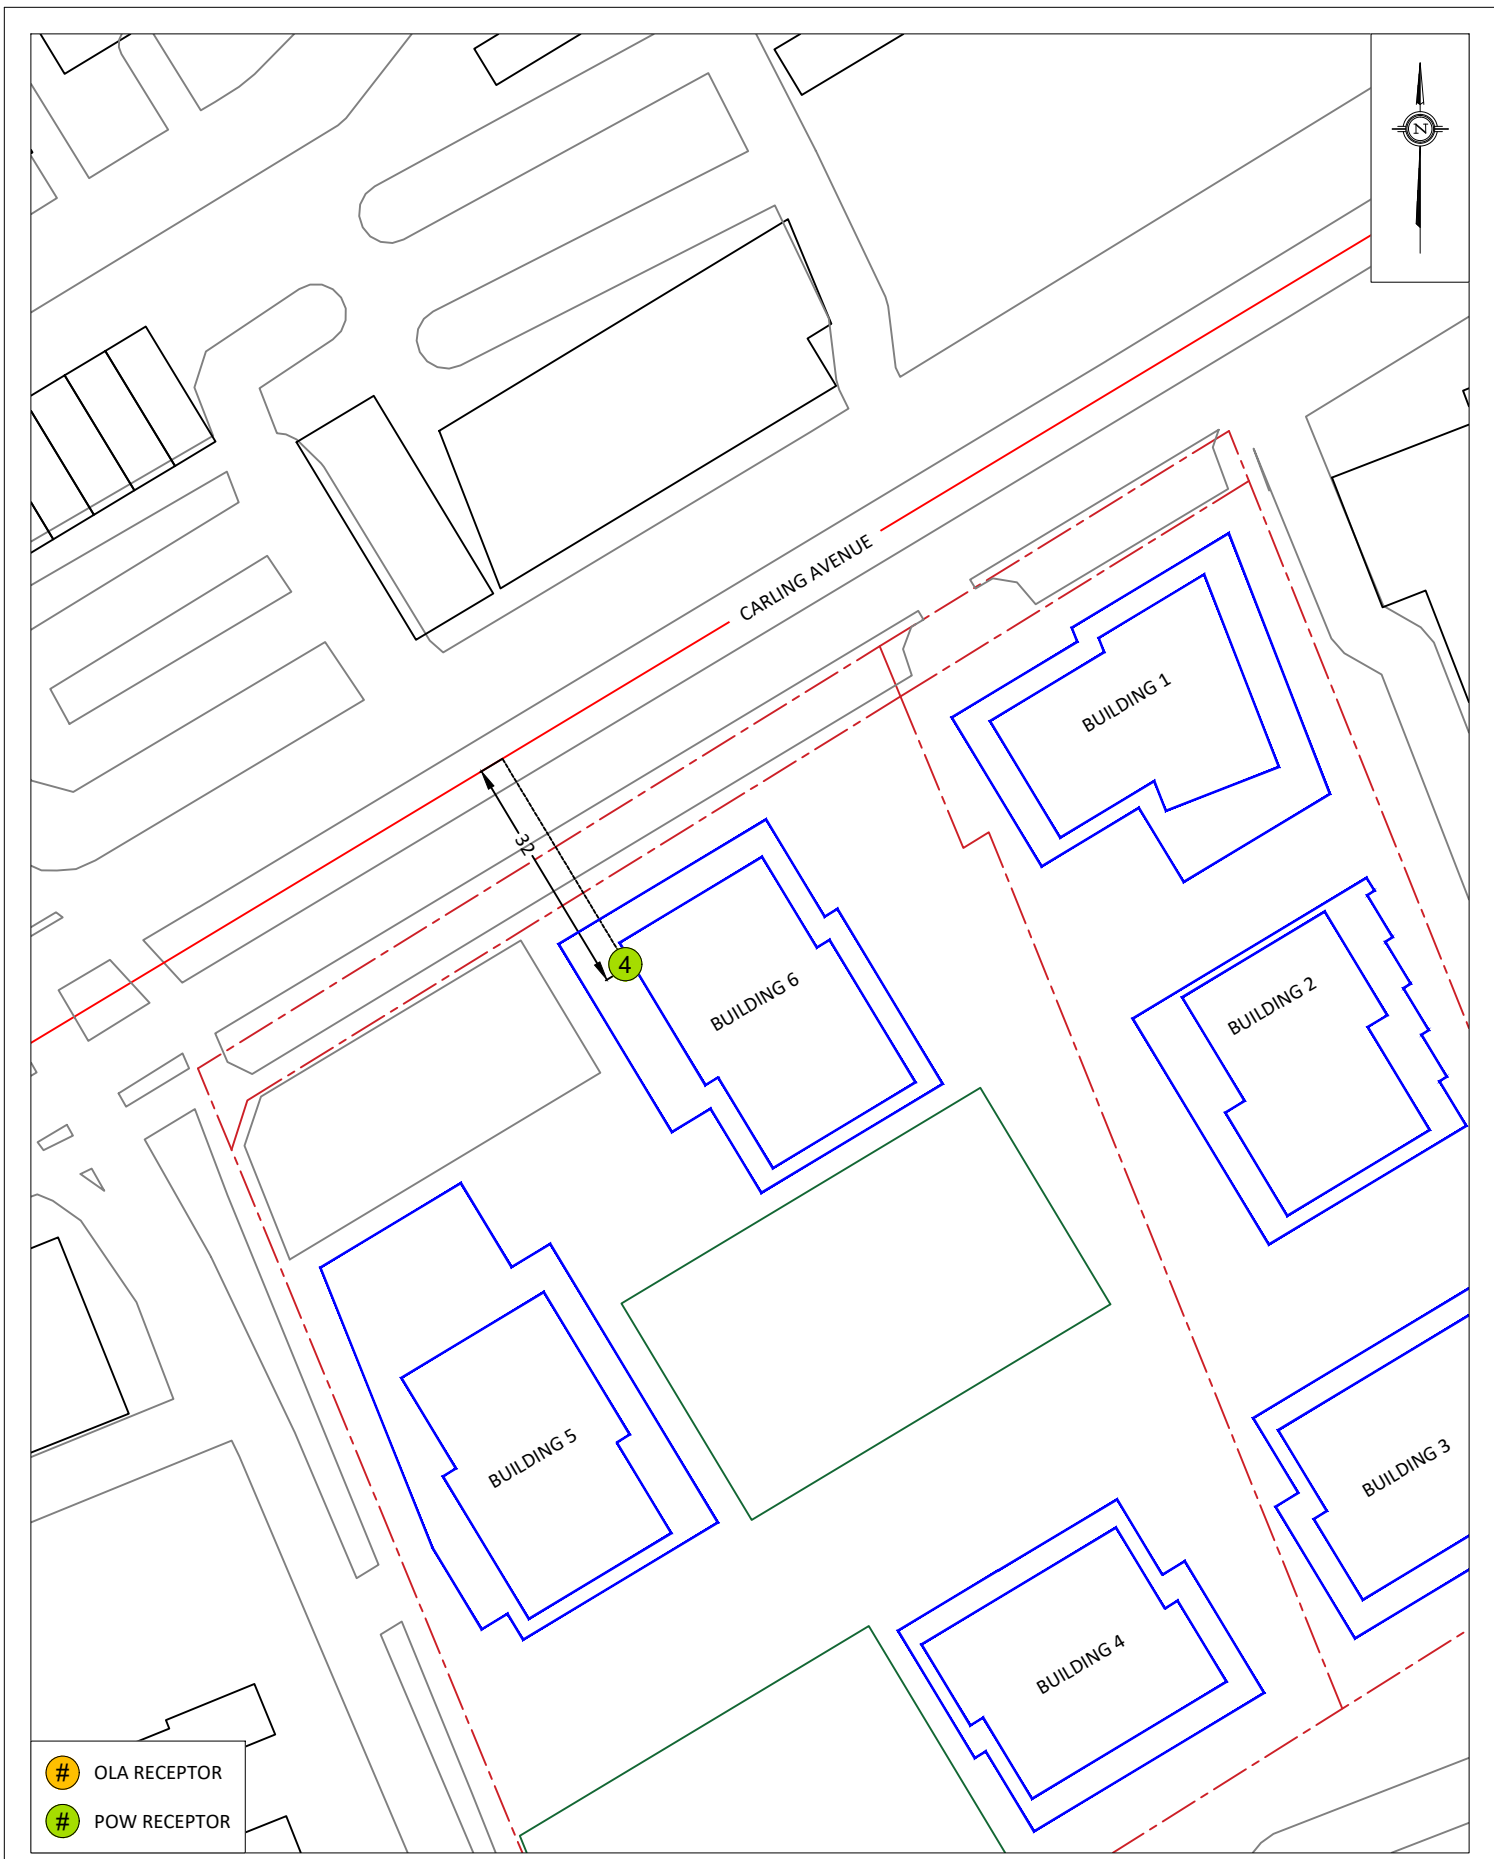 N
CARLING AVENUE
BUILDING 1
32
4
BUILDING 6
BUILDING 2
BUILDING 5
BUILDING 3
BUILDING 4
# OLA RECEPTOR
# POW RECEPTOR